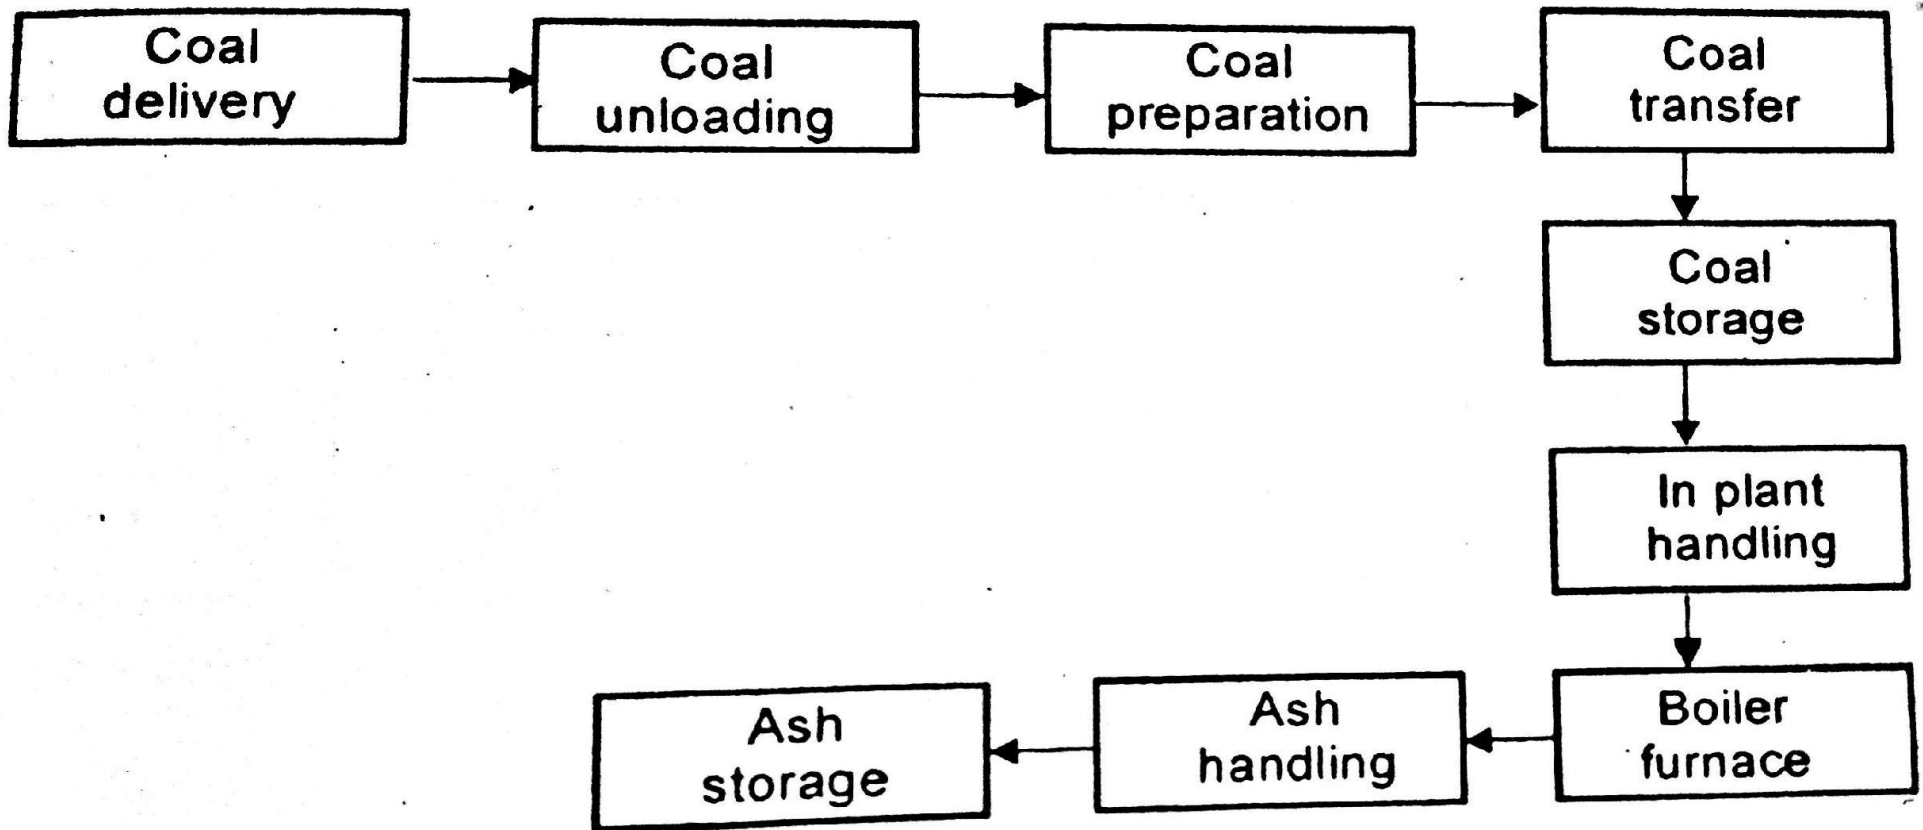 Coal
delivery
Coal
unloading
Coal
preparation
Coal
transfer
Coal
storage
In plant
handling
Boiler
furnace
Ash
handling
Ash
storage